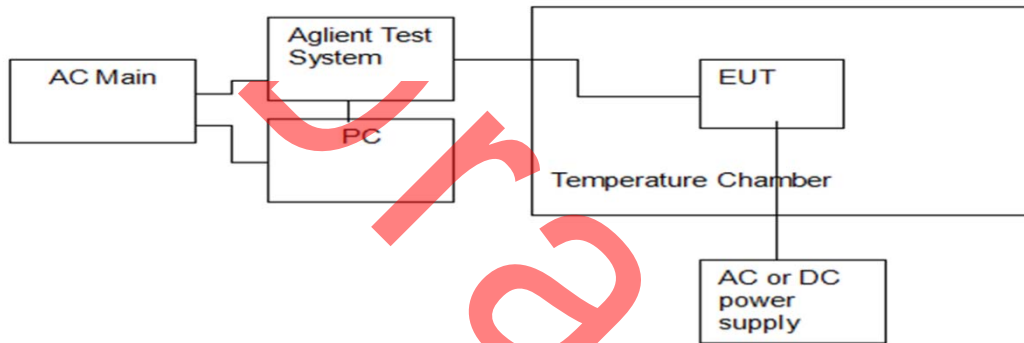 AC Main
Aglient Test
System
PC
EUT
Temperature Chamber
AC or DC
power
supply